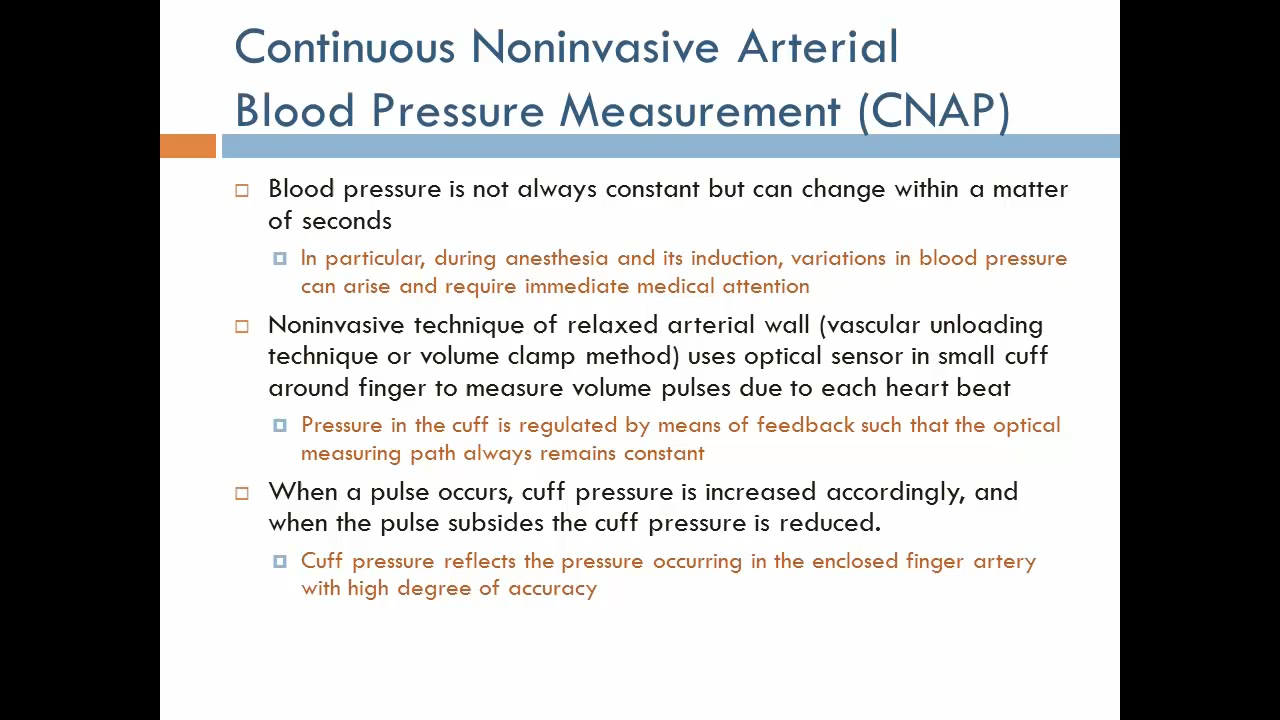 Continuous Noninvasive Arterial
Blood Pressure Measurement (CNAP)
Blood pressure is not always constant but can change within a matter
of seconds
In particular, during anesthesia and its induction, variations in blood pressure
can arise and require immediate medical attention
Noninvasive technique of relaxed arterial wall (vascular unloading
technique or volume clamp method) uses optical sensor in small cuff
around finger to measure volume pulses due to each heart beat
Pressure in the cuff is regulated by means of feedback such that the optical
measuring path always remains constant
When a pulse occurs, cuff pressure is increased accordingly, and
when the pulse subsides the cuff pressure is reduced.
Cuff pressure reflects the pressure occurring in the enclosed finger artery
with high degree of accuracy